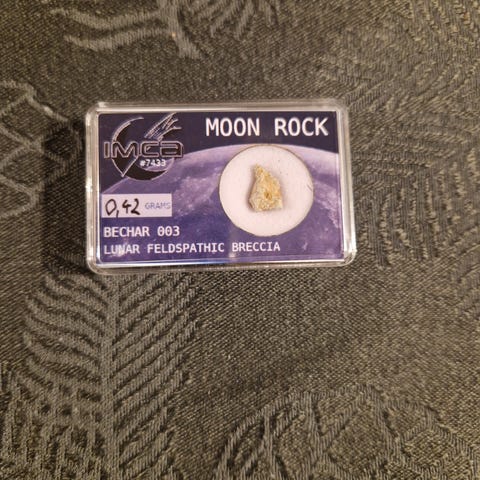 MOON ROCK
IMCA
#7433
0,42 GRAMS
BECHAR 003
LUNAR FELDSPATHIC BRECCIA